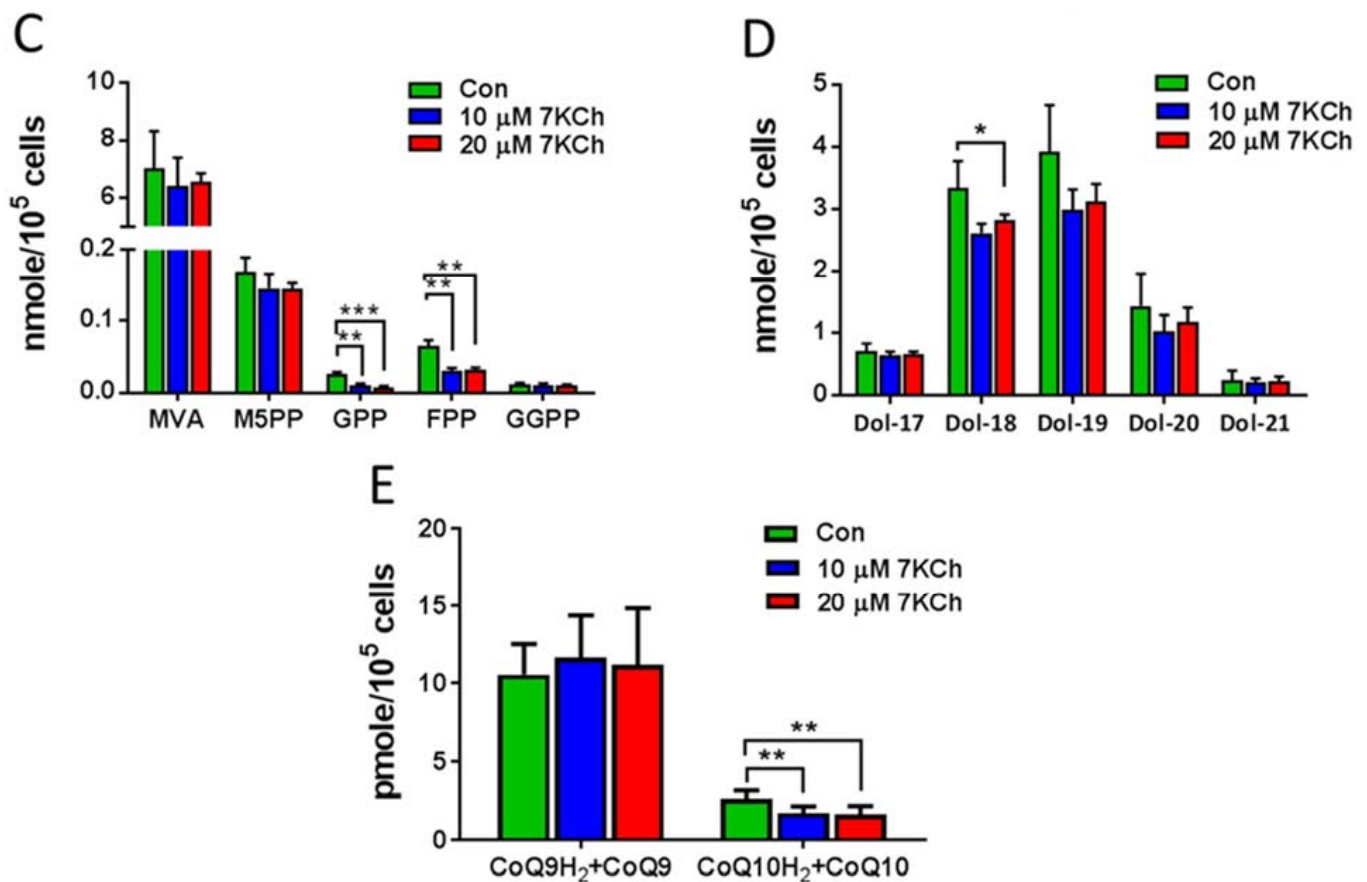 C
nmole/10⁵ cells
10
8
6
0.2
0.1
0.0
Con
10 µM 7KCh
20 µM 7KCh
***
**
**
**
MVA M5PP GPP FPP GGPP
D
nmole/10⁵ cells
5
4
3
2
1
0
Con
10 µM 7KCh
20 µM 7KCh
*
Dol-17 Dol-18 Dol-19 Dol-20 Dol-21
E
pmole/10⁵ cells
20
15
10
5
0
Con
10 µM 7KCh
20 µM 7KCh
**
**
CoQ9H₂+CoQ9 CoQ10H₂+CoQ10